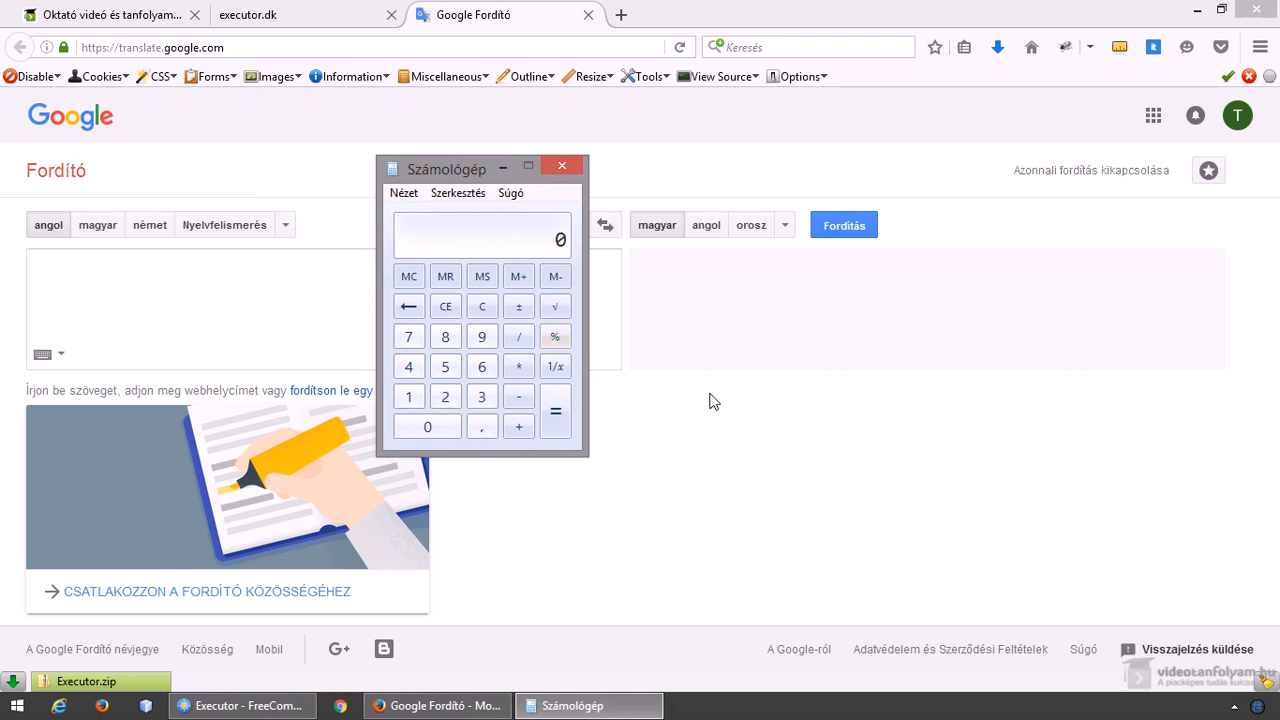 Oktató videó és tanfolyam...
executor.dk
Google Fordító
https://translate.google.com
Keresés
Disable
Cookies
CSS
Forms
Images
Information
Miscellaneous
Outline
Resize
Tools
View Source
Options
Google
T
Fordító
Azonnali fordítás kikapcsolása
angol
magyar
német
Nyelvfelismerés
magyar
angol
orosz
Fordítás
Számológép
Nézet
Szerkesztés
Súgó
0
MC MR MS M+ M-
← CE C ± √
7 8 9 / %
4 5 6 * 1/x
1 2 3 - =
0 , +
Írjon be szöveget, adjon meg webhelycímet vagy fordítson le egy
CSATLAKOZZON A FORDÍTÓ KÖZÖSSÉGÉHEZ
A Google Fordító névjegye
Közösség
Mobil
G+
A Google-ról
Adatvédelem és Szerződési Feltételek
Súgó
Visszajelzés küldése
videotanfolyam.hu
A piacképes tudás kulcsa
Executor.zip
Executor - FreeCom...
Google Fordító - Mo...
Számológép